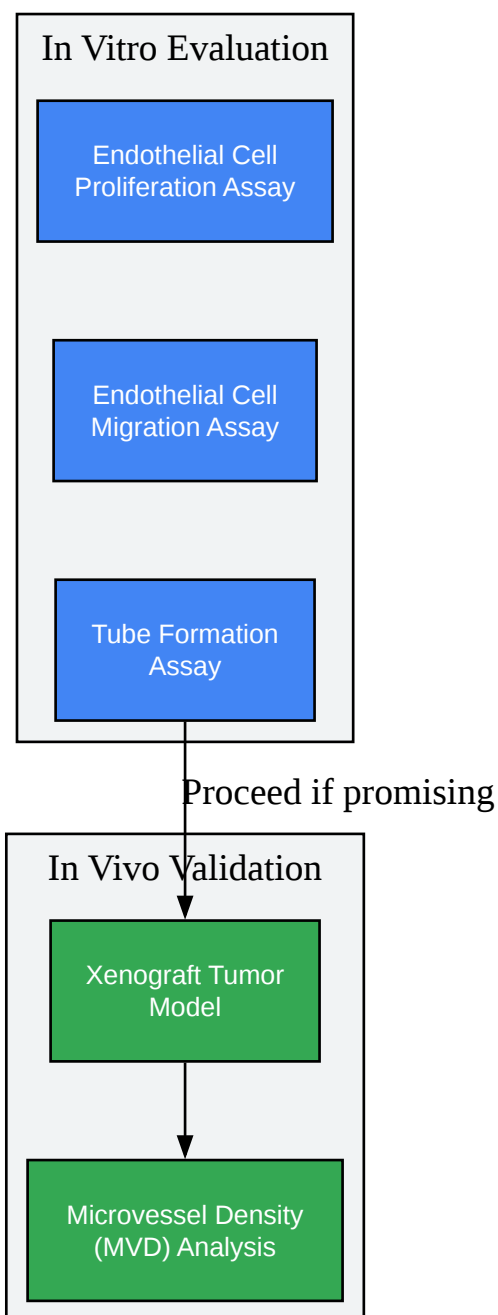 In Vitro Evaluation
Endothelial Cell
Proliferation Assay
Endothelial Cell
Migration Assay
Tube Formation
Assay
Proceed if promising
In Vivo Validation
Xenograft Tumor
Model
Microvessel Density
(MVD) Analysis